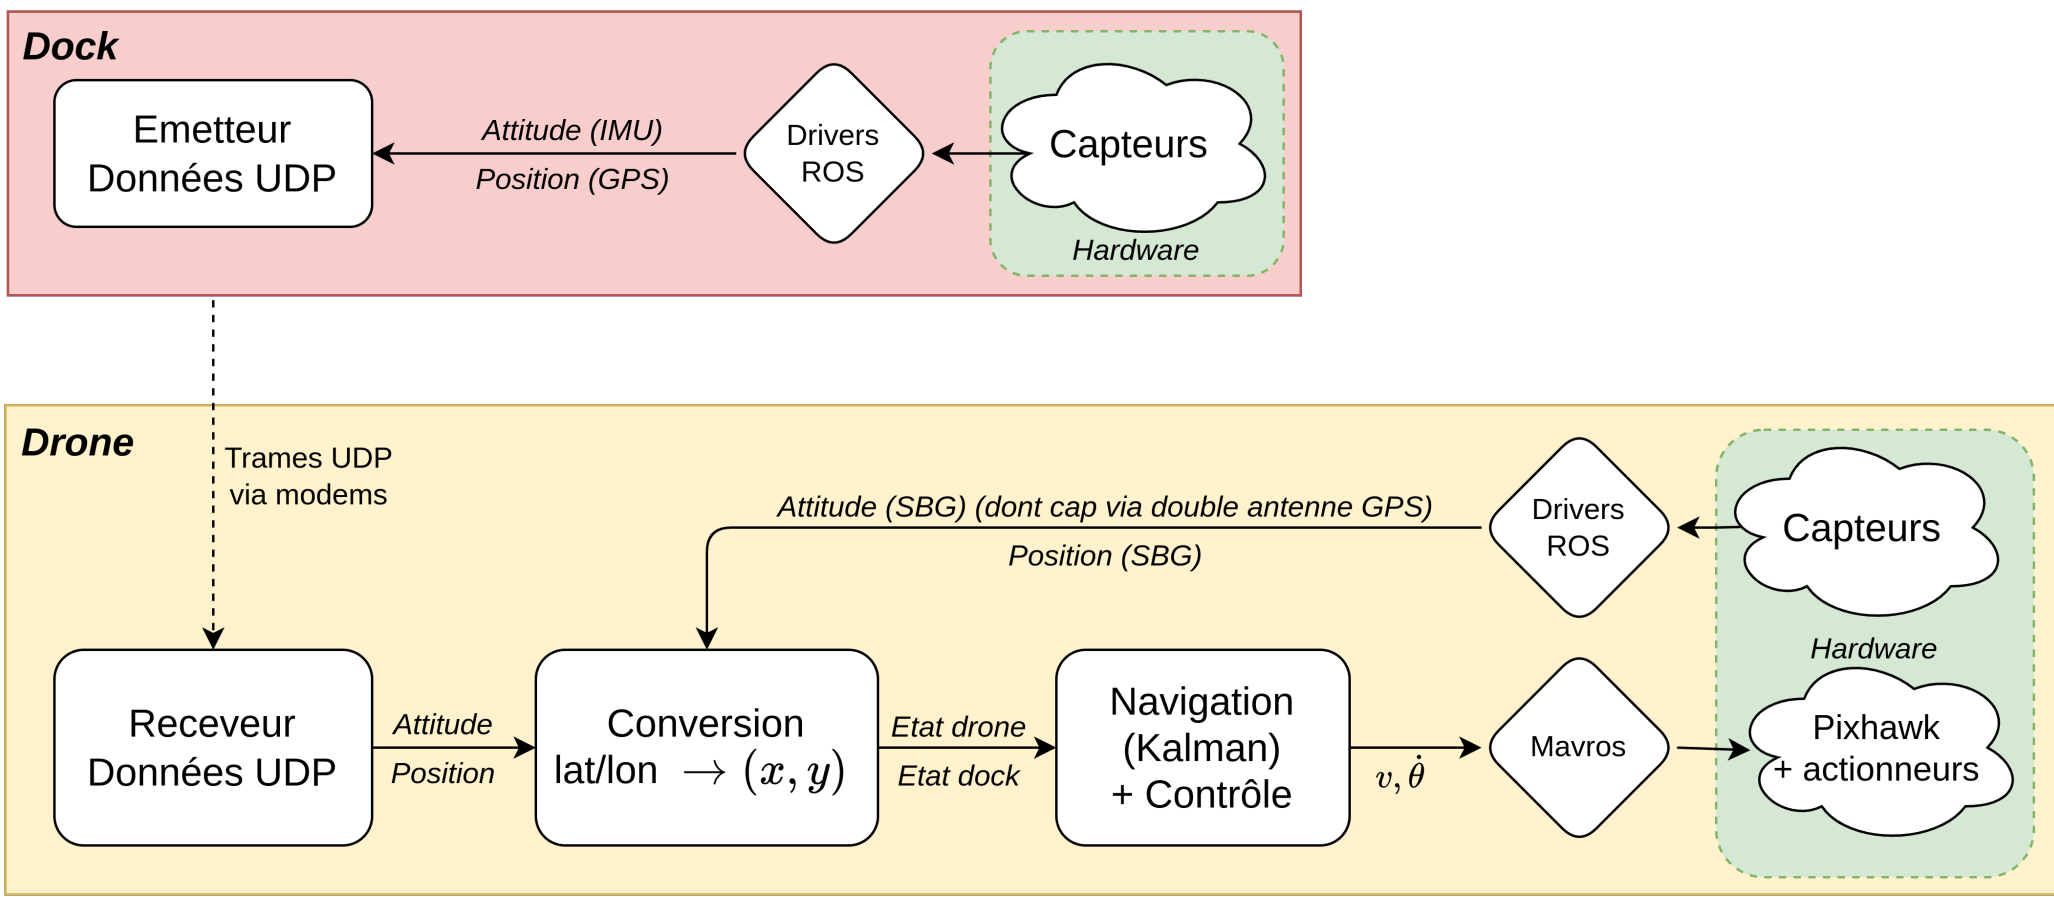 Dock
Emetteur
Données UDP
Attitude (IMU)
Position (GPS)
Drivers
ROS
Capteurs
Hardware
Drone
Trames UDP
via modems
Attitude (SBG) (dont cap via double antenne GPS)
Position (SBG)
Drivers
ROS
Capteurs
Hardware
Receveur
Données UDP
Attitude
Position
Conversion
lat/lon → (x, y)
Etat drone
Etat dock
Navigation
(Kalman)
+ Contrôle
v, θ̇
Mavros
Pixhawk
+ actionneurs